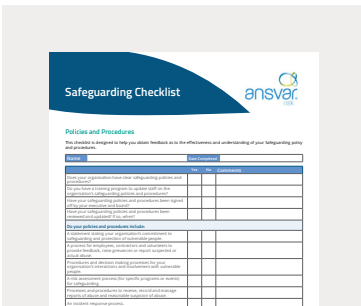 Safeguarding Checklist
ansvar
Policies and Procedures
This checklist is designed to help you obtain feedback as to the effectiveness and understanding of your Safeguarding policy
and procedures.
Name
Date Completed
Yes No Comments
Does your organisation have clear safeguarding policies and
procedures?
Do you have a training program to update staff on the
organisation's safeguarding policies and procedures?
Have your safeguarding policies and procedures been signed
off by your executive and board?
Have your safeguarding policies and procedures been
reviewed and updated? If so, when?
Do your policies and procedures include:
A statement stating your organisation's commitment to
safeguarding and protection of vulnerable people.
A process for employees, contractors and volunteers to
provide feedback, raise grievances or report suspected or
actual abuse.
Procedures and decision making processes for your
organisation's interactions and involvement with vulnerable
people.
A risk assessment process (for specific programs or events)
for safeguarding.
Processes and procedures to review, record and manage
reports of abuse and reasonable suspicion of abuse.
An incident response process.